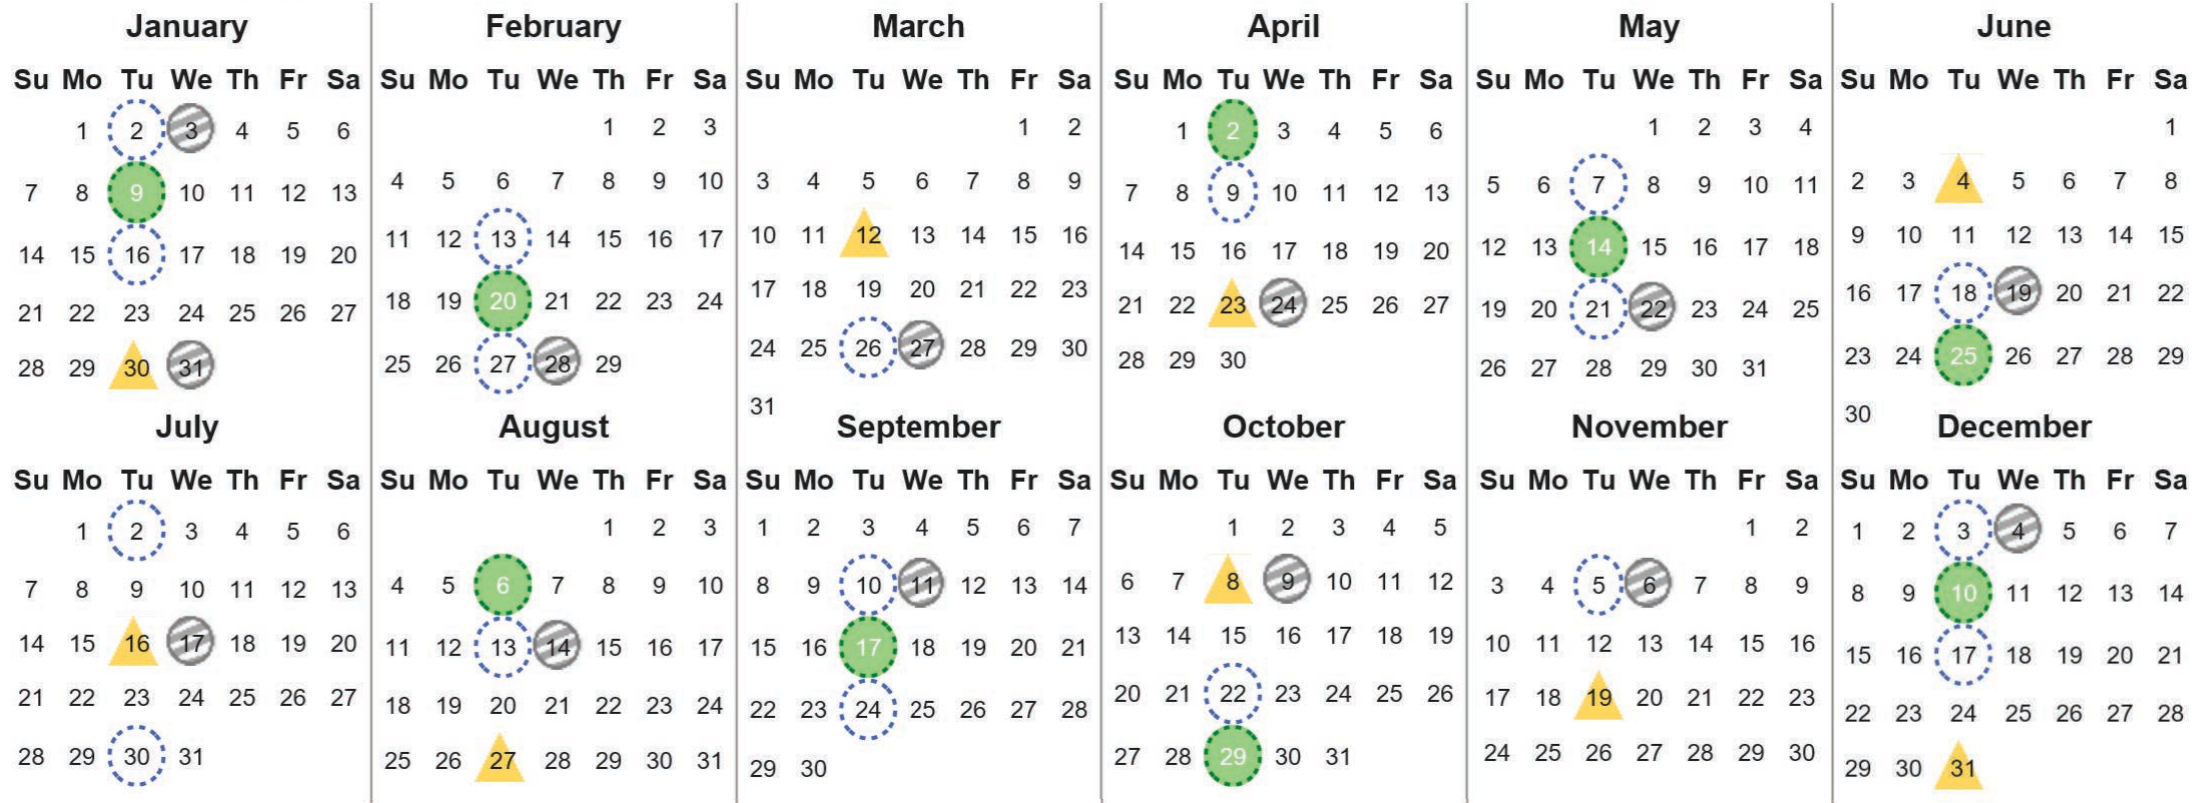 January February March April May June
Su Mo Tu We Th Fr Sa Su Mo Tu We Th Fr Sa Su Mo Tu We Th Fr Sa Su Mo Tu We Th Fr Sa Su Mo Tu We Th Fr Sa Su Mo Tu We Th Fr Sa
1 2 3 4 5 6 1 2 3 1 2 1 2 3 4 5 6 1 2 3 4 1
7 8 9 10 11 12 13 4 5 6 7 8 9 10 3 4 5 6 7 8 9 7 8 9 10 11 12 13 5 6 7 8 9 10 11 2 3 4 5 6 7 8
14 15 16 17 18 19 20 11 12 13 14 15 16 17 10 11 12 13 14 15 16 14 15 16 17 18 19 20 12 13 14 15 16 17 18 9 10 11 12 13 14 15
21 22 23 24 25 26 27 18 19 20 21 22 23 24 17 18 19 20 21 22 23 21 22 23 24 25 26 27 19 20 21 22 23 24 25 16 17 18 19 20 21 22
28 29 30 31 25 26 27 28 29 24 25 26 27 28 29 30 28 29 30 26 27 28 29 30 31 23 24 25 26 27 28 29
31 30
July August September October November December
Su Mo Tu We Th Fr Sa Su Mo Tu We Th Fr Sa Su Mo Tu We Th Fr Sa Su Mo Tu We Th Fr Sa Su Mo Tu We Th Fr Sa Su Mo Tu We Th Fr Sa
1 2 3 4 5 6 1 2 3 1 2 3 4 5 6 7 1 2 3 4 5 1 2 1 2 3 4 5 6 7
7 8 9 10 11 12 13 4 5 6 7 8 9 10 8 9 10 11 12 13 14 6 7 8 9 10 11 12 3 4 5 6 7 8 9 8 9 10 11 12 13 14
14 15 16 17 18 19 20 11 12 13 14 15 16 17 15 16 17 18 19 20 21 13 14 15 16 17 18 19 10 11 12 13 14 15 16 15 16 17 18 19 20 21
21 22 23 24 25 26 27 18 19 20 21 22 23 24 22 23 24 25 26 27 28 20 21 22 23 24 25 26 17 18 19 20 21 22 23 22 23 24 25 26 27 28
28 29 30 31 25 26 27 28 29 30 31 29 30 27 28 29 30 31 24 25 26 27 28 29 30 29 30 31